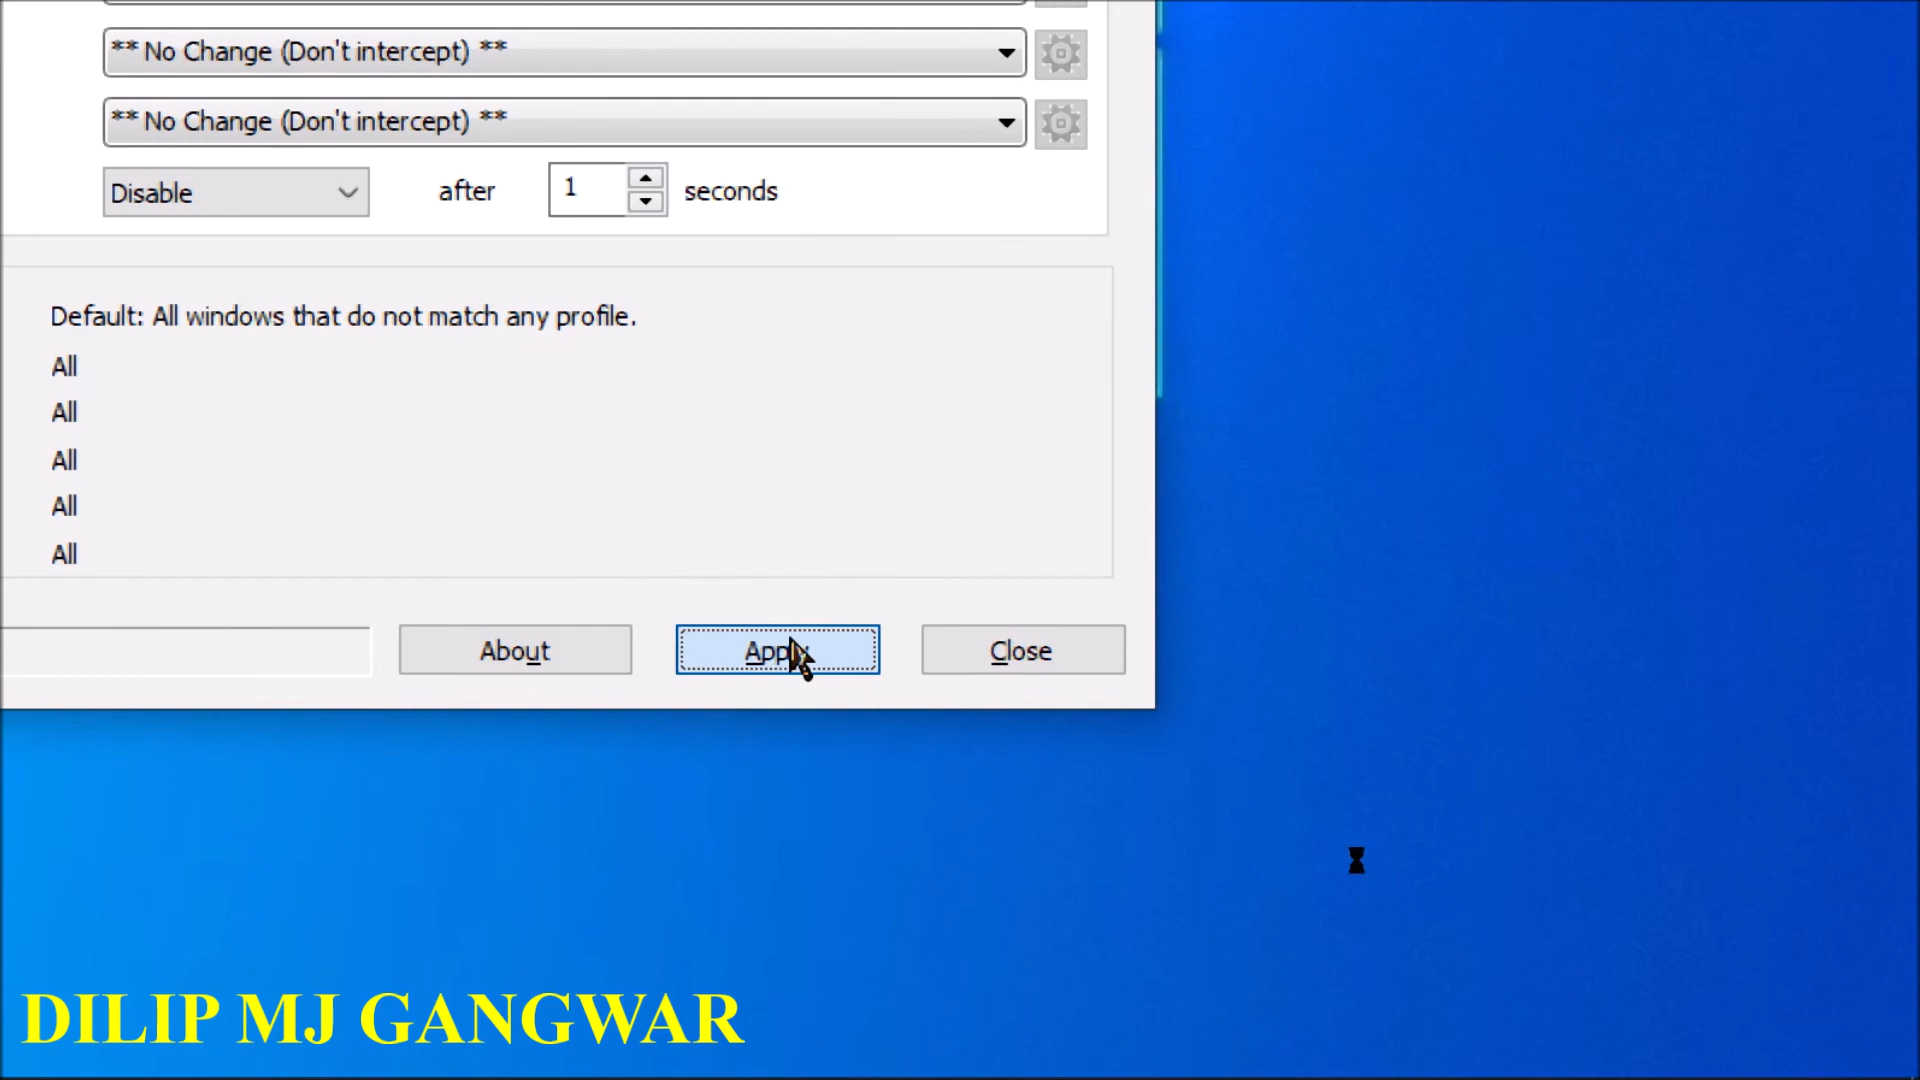 ** No Change (Don't intercept) **
** No Change (Don't intercept) **
Disable after 1 seconds
Default: All windows that do not match any profile.
All
All
All
All
All
About Apply Close
DILIP MJ GANGWAR